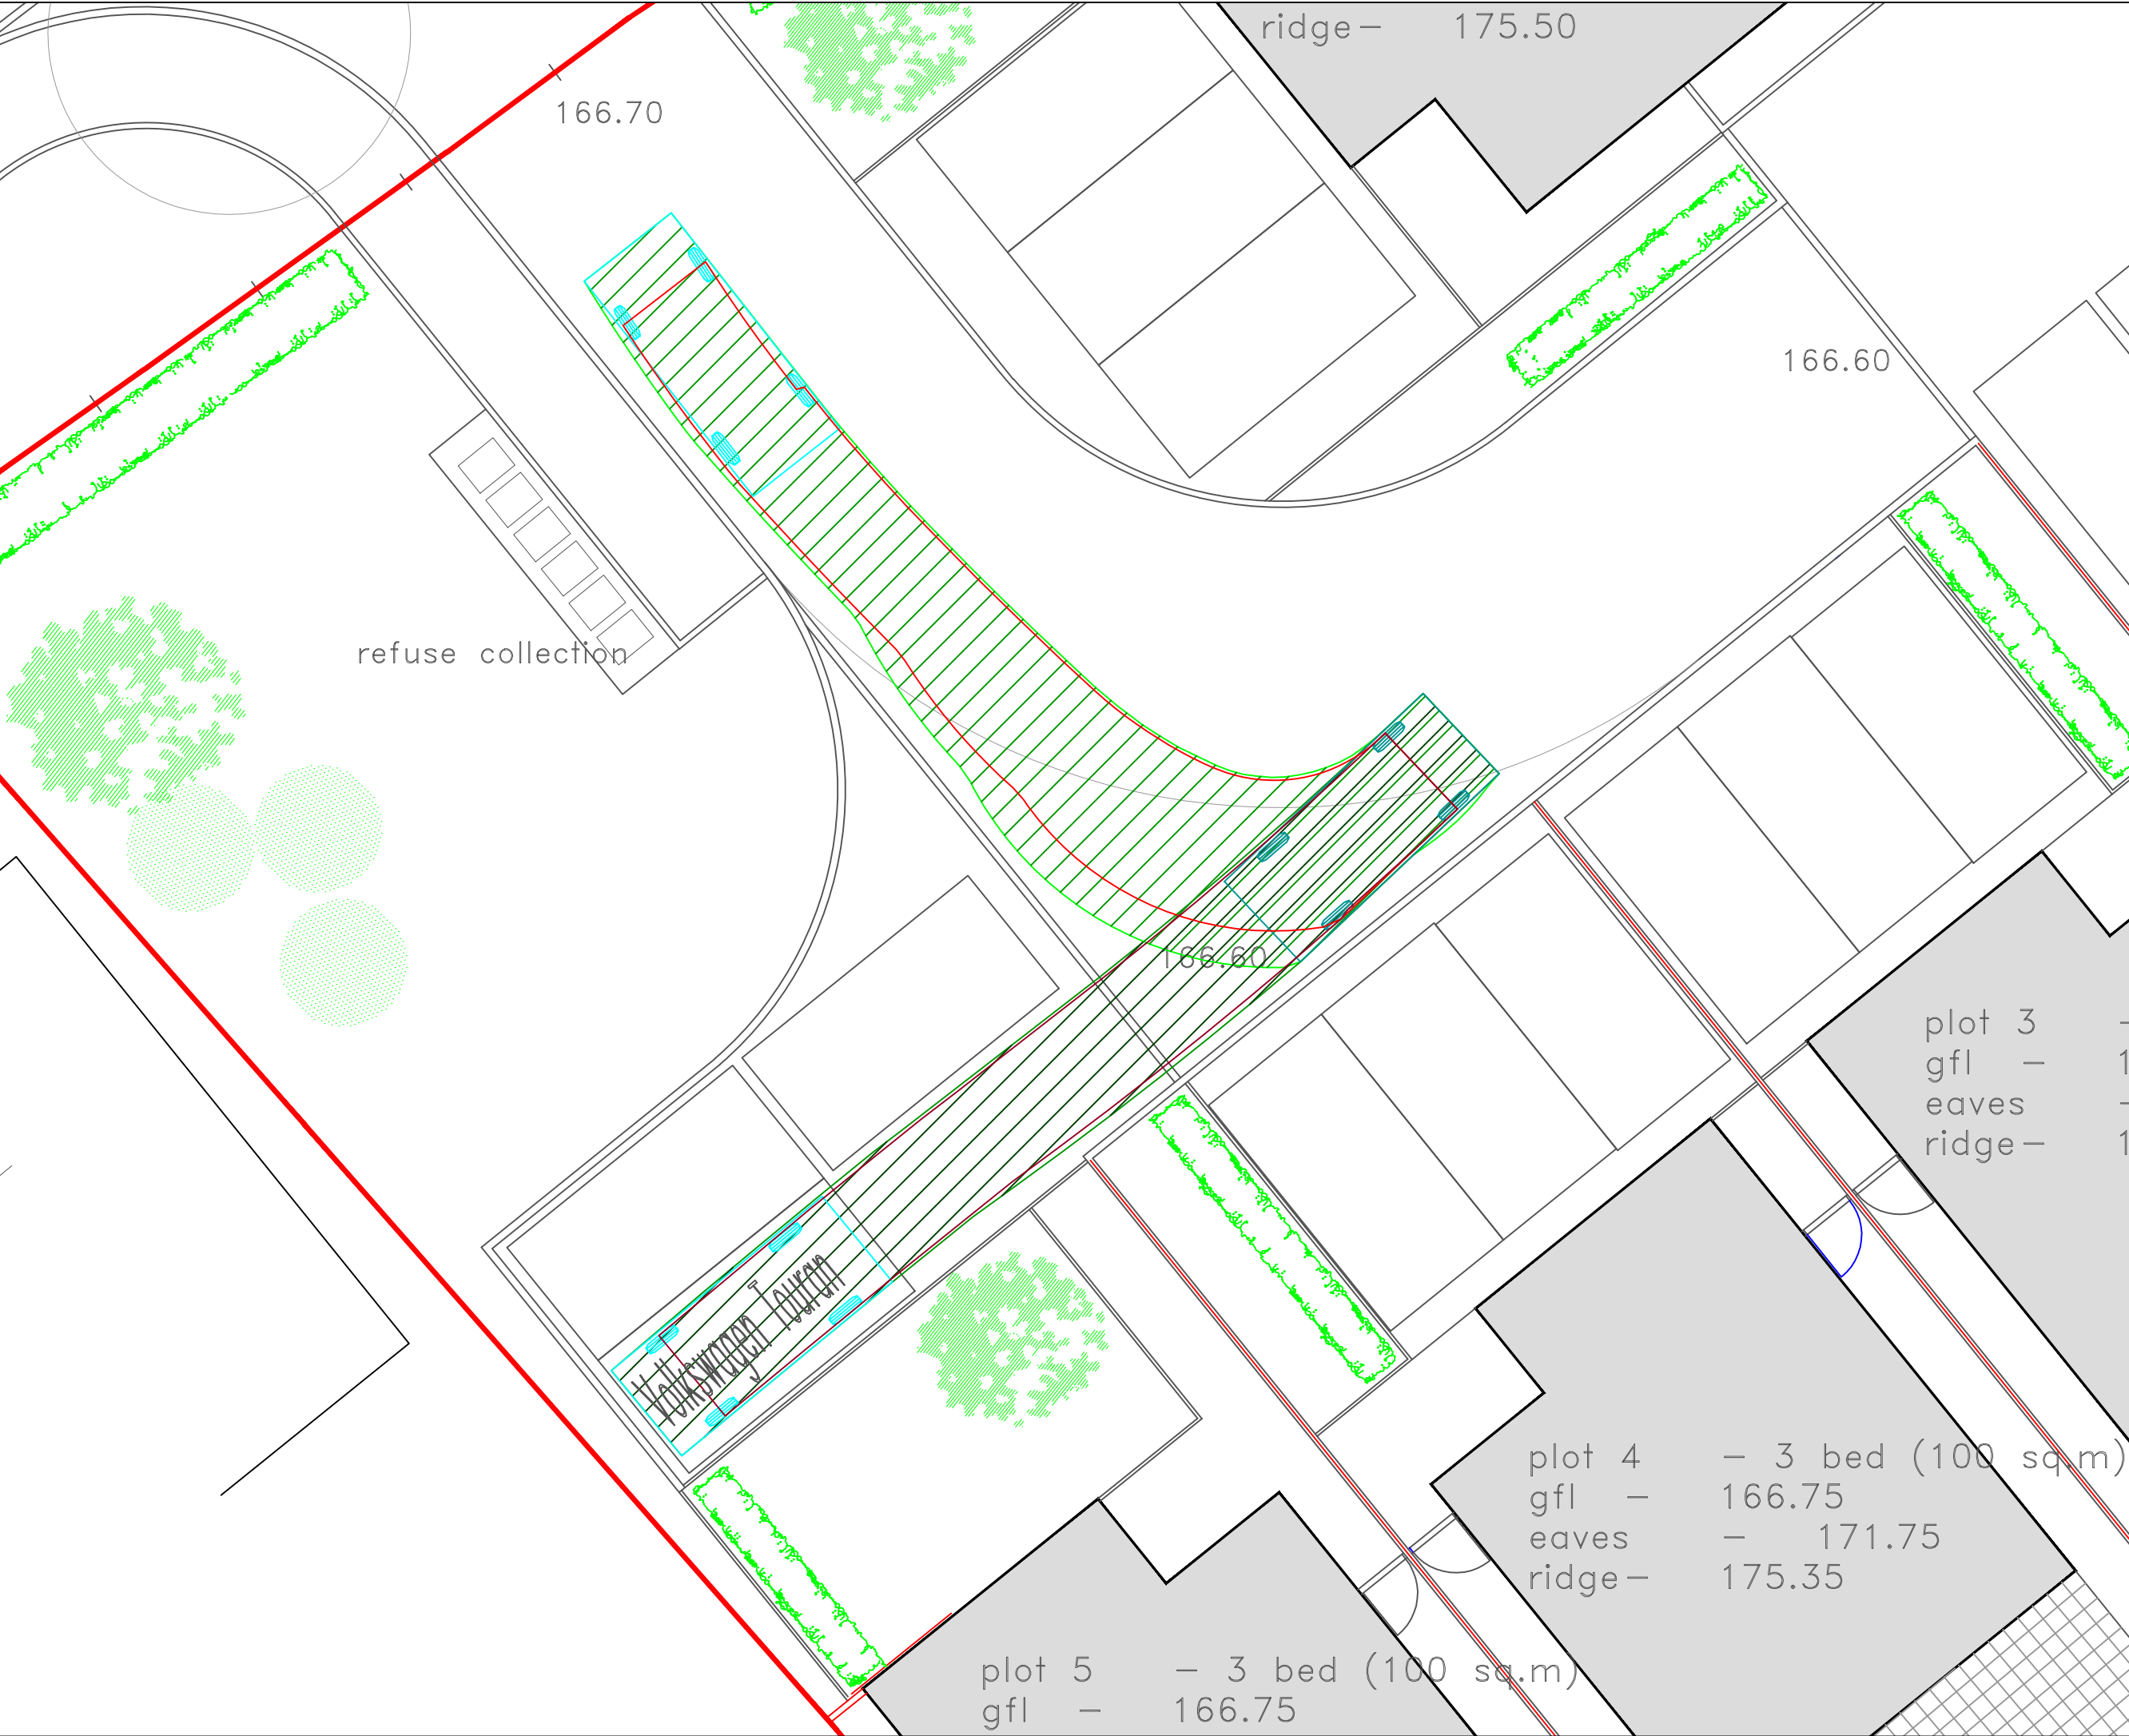 ridge- 175.50
166.70
166.60
refuse collection
166.60
plot 3 -
gfl - 1
eaves -
ridge- 1
Volkswagen Touran
plot 4 - 3 bed (100 sq.m)
gfl - 166.75
eaves - 171.75
ridge- 175.35
plot 5 - 3 bed (100 sq.m)
gfl - 166.75